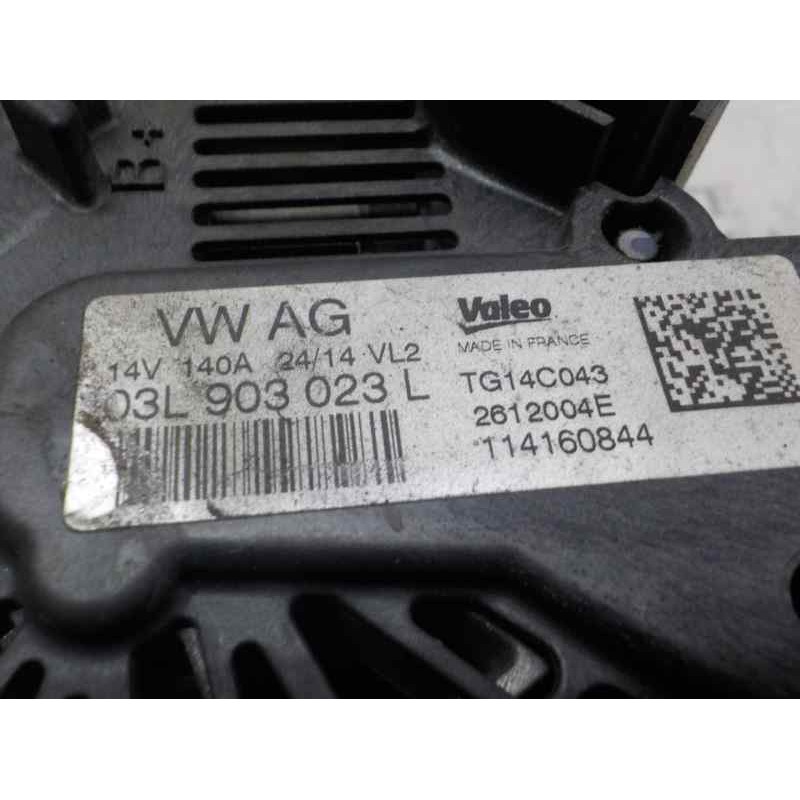 B+
VW AG
14V 140A 24/14 VL2
03L 903 023 L
Valeo
MADE IN FRANCE
TG14C043
2612004E
114160844